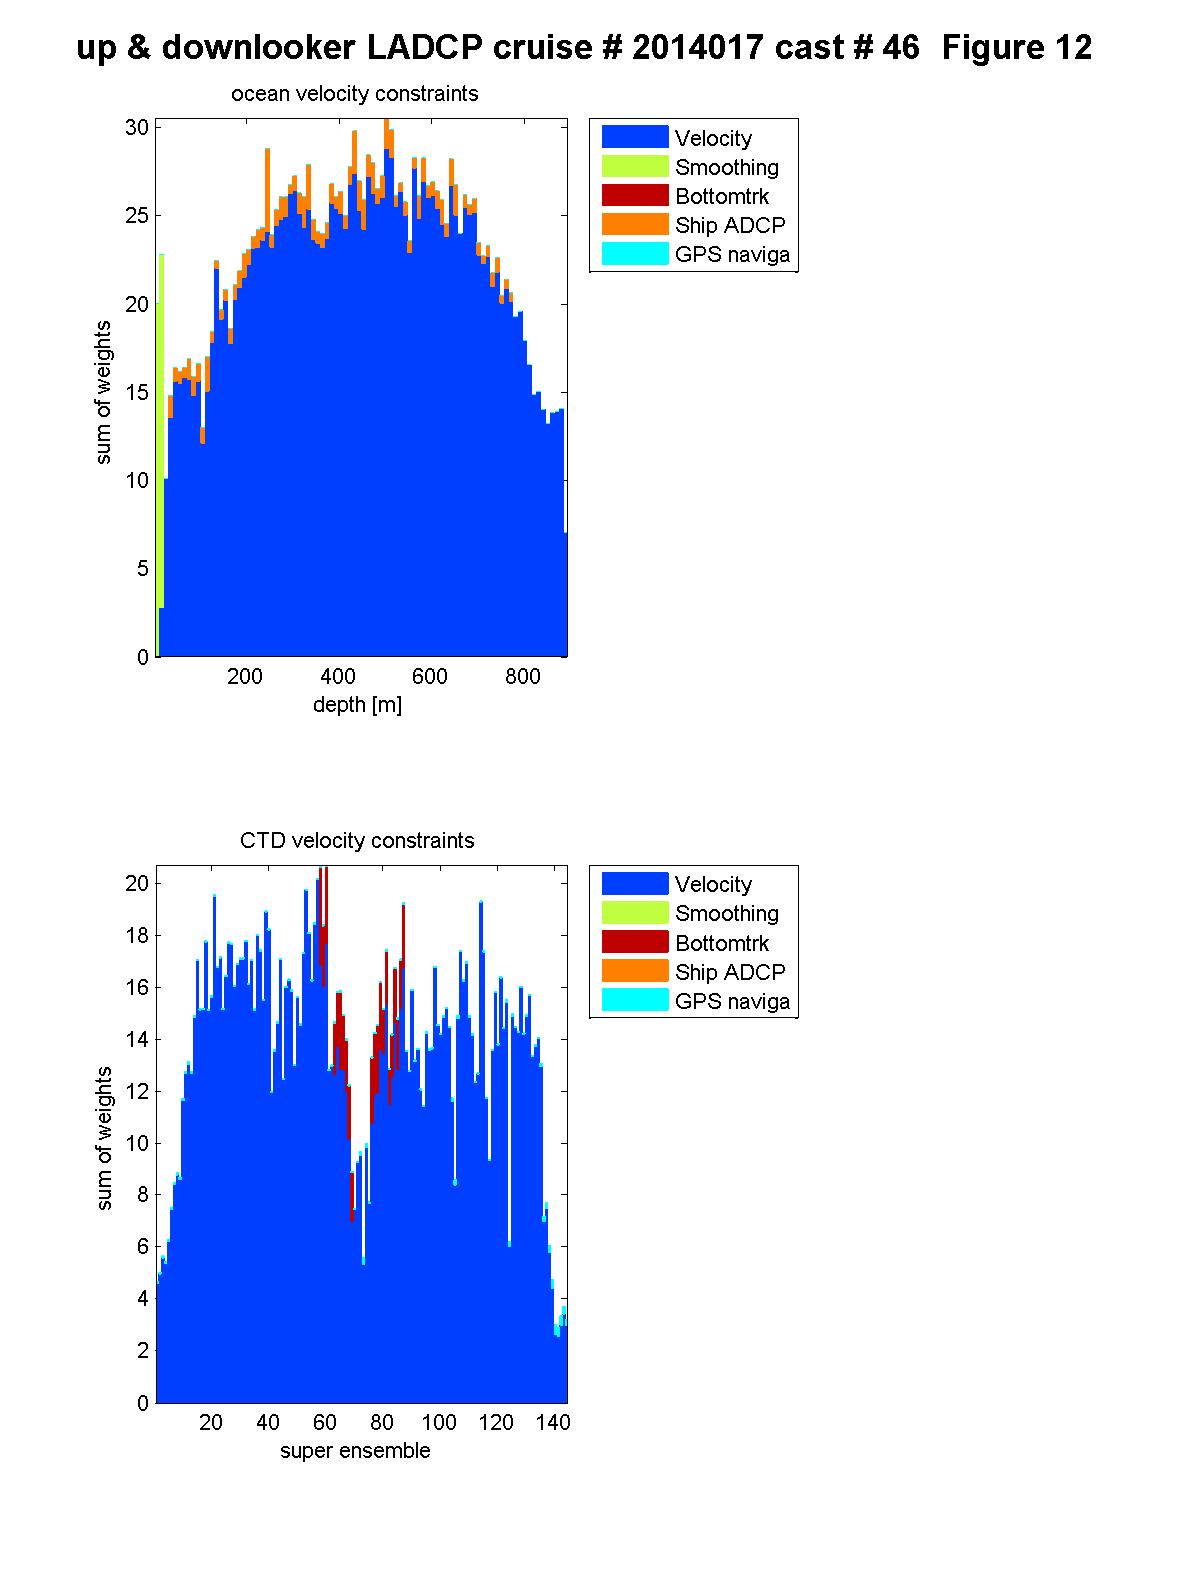 up & downlooker LADCP cruise # 2014017 cast # 46  Figure 12
ocean velocity constraints
30
25
20
15
10
5
0
sum of weights
200 400 600 800
depth [m]
Velocity
Smoothing
Bottomtrk
Ship ADCP
GPS naviga
CTD velocity constraints
20
18
16
14
12
10
8
6
4
2
0
sum of weights
20 40 60 80 100 120 140
super ensemble
Velocity
Smoothing
Bottomtrk
Ship ADCP
GPS naviga